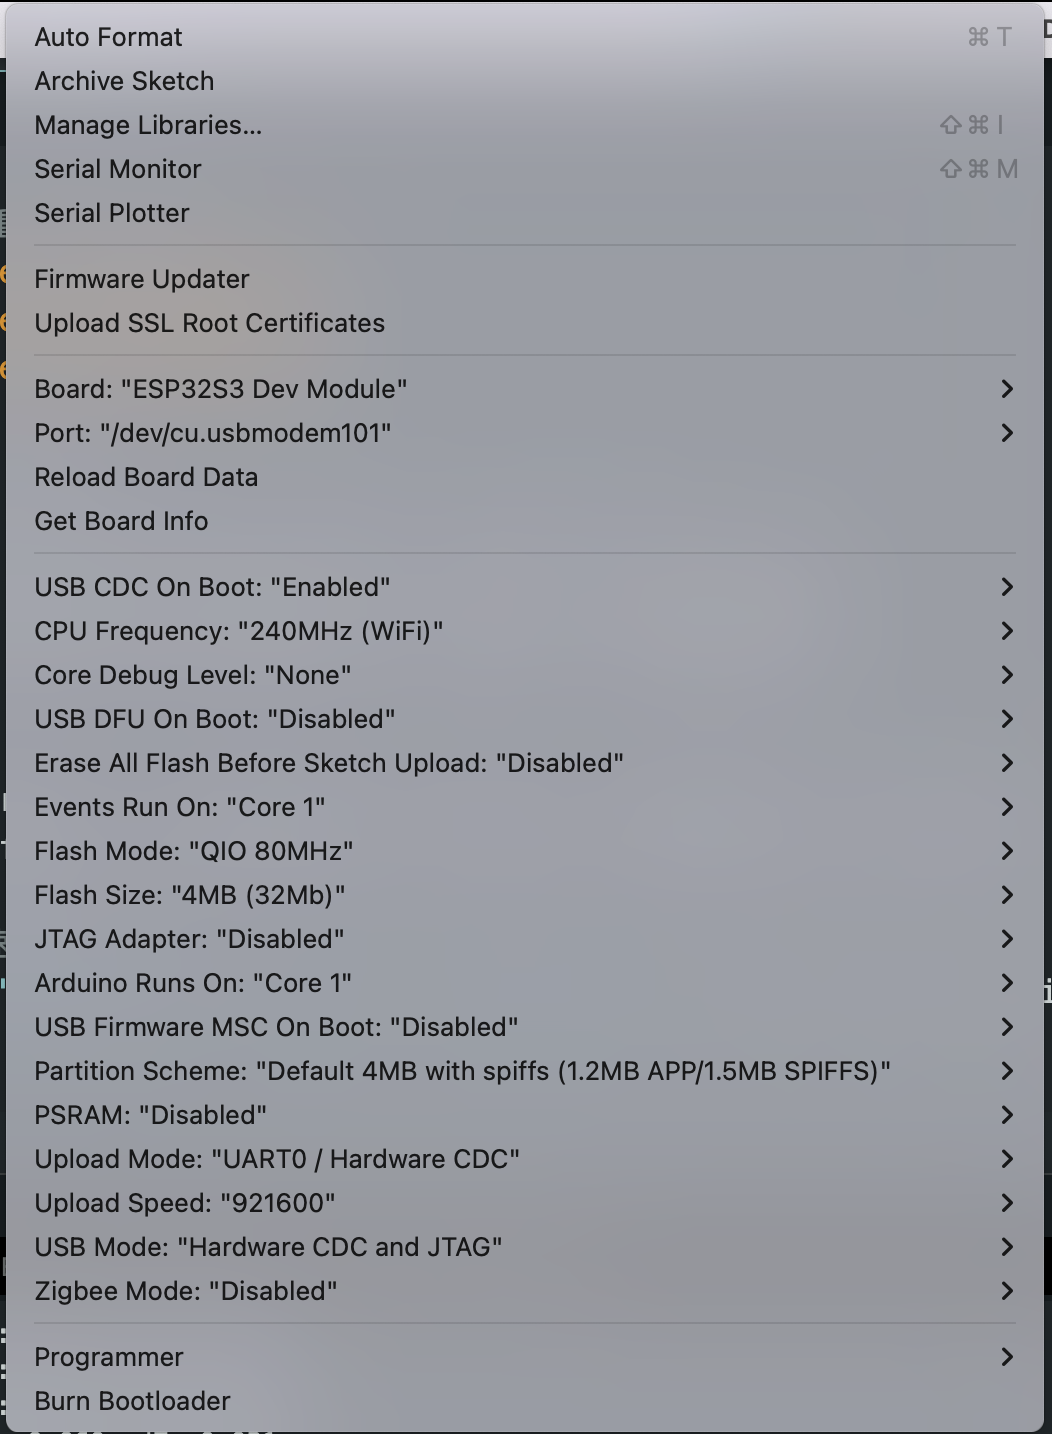 Auto Format ⌘ T
Archive Sketch
Manage Libraries... ⇧ ⌘ I
Serial Monitor ⇧ ⌘ M
Serial Plotter
Firmware Updater
Upload SSL Root Certificates
Board: "ESP32S3 Dev Module"
Port: "/dev/cu.usbmodem101"
Reload Board Data
Get Board Info
USB CDC On Boot: "Enabled"
CPU Frequency: "240MHz (WiFi)"
Core Debug Level: "None"
USB DFU On Boot: "Disabled"
Erase All Flash Before Sketch Upload: "Disabled"
Events Run On: "Core 1"
Flash Mode: "QIO 80MHz"
Flash Size: "4MB (32Mb)"
JTAG Adapter: "Disabled"
Arduino Runs On: "Core 1"
USB Firmware MSC On Boot: "Disabled"
Partition Scheme: "Default 4MB with spiffs (1.2MB APP/1.5MB SPIFFS)"
PSRAM: "Disabled"
Upload Mode: "UART0 / Hardware CDC"
Upload Speed: "921600"
USB Mode: "Hardware CDC and JTAG"
Zigbee Mode: "Disabled"
Programmer
Burn Bootloader